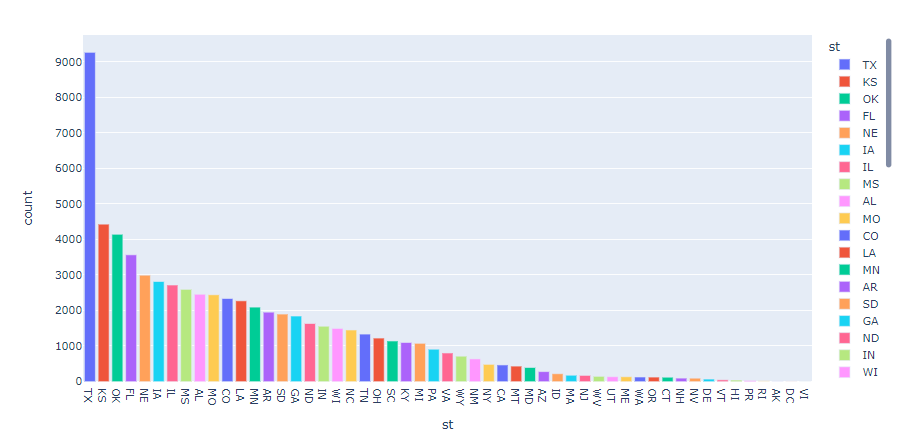 st
TX
KS
OK
FL
NE
IA
IL
MS
AL
MO
CO
LA
MN
AR
SD
GA
ND
IN
WI
9000
8000
7000
6000
5000
4000
3000
2000
1000
0
count
TX KS OK FL NE IA IL MS AL MO CO LA MN AR SD GA ND IN WI NC TN OH SC KY MI PA VA WY NM NY CA MT MD AZ ID MA NJ WV UT ME WA OR CT NH NV DE VT HI PR RI AK DC VI
st